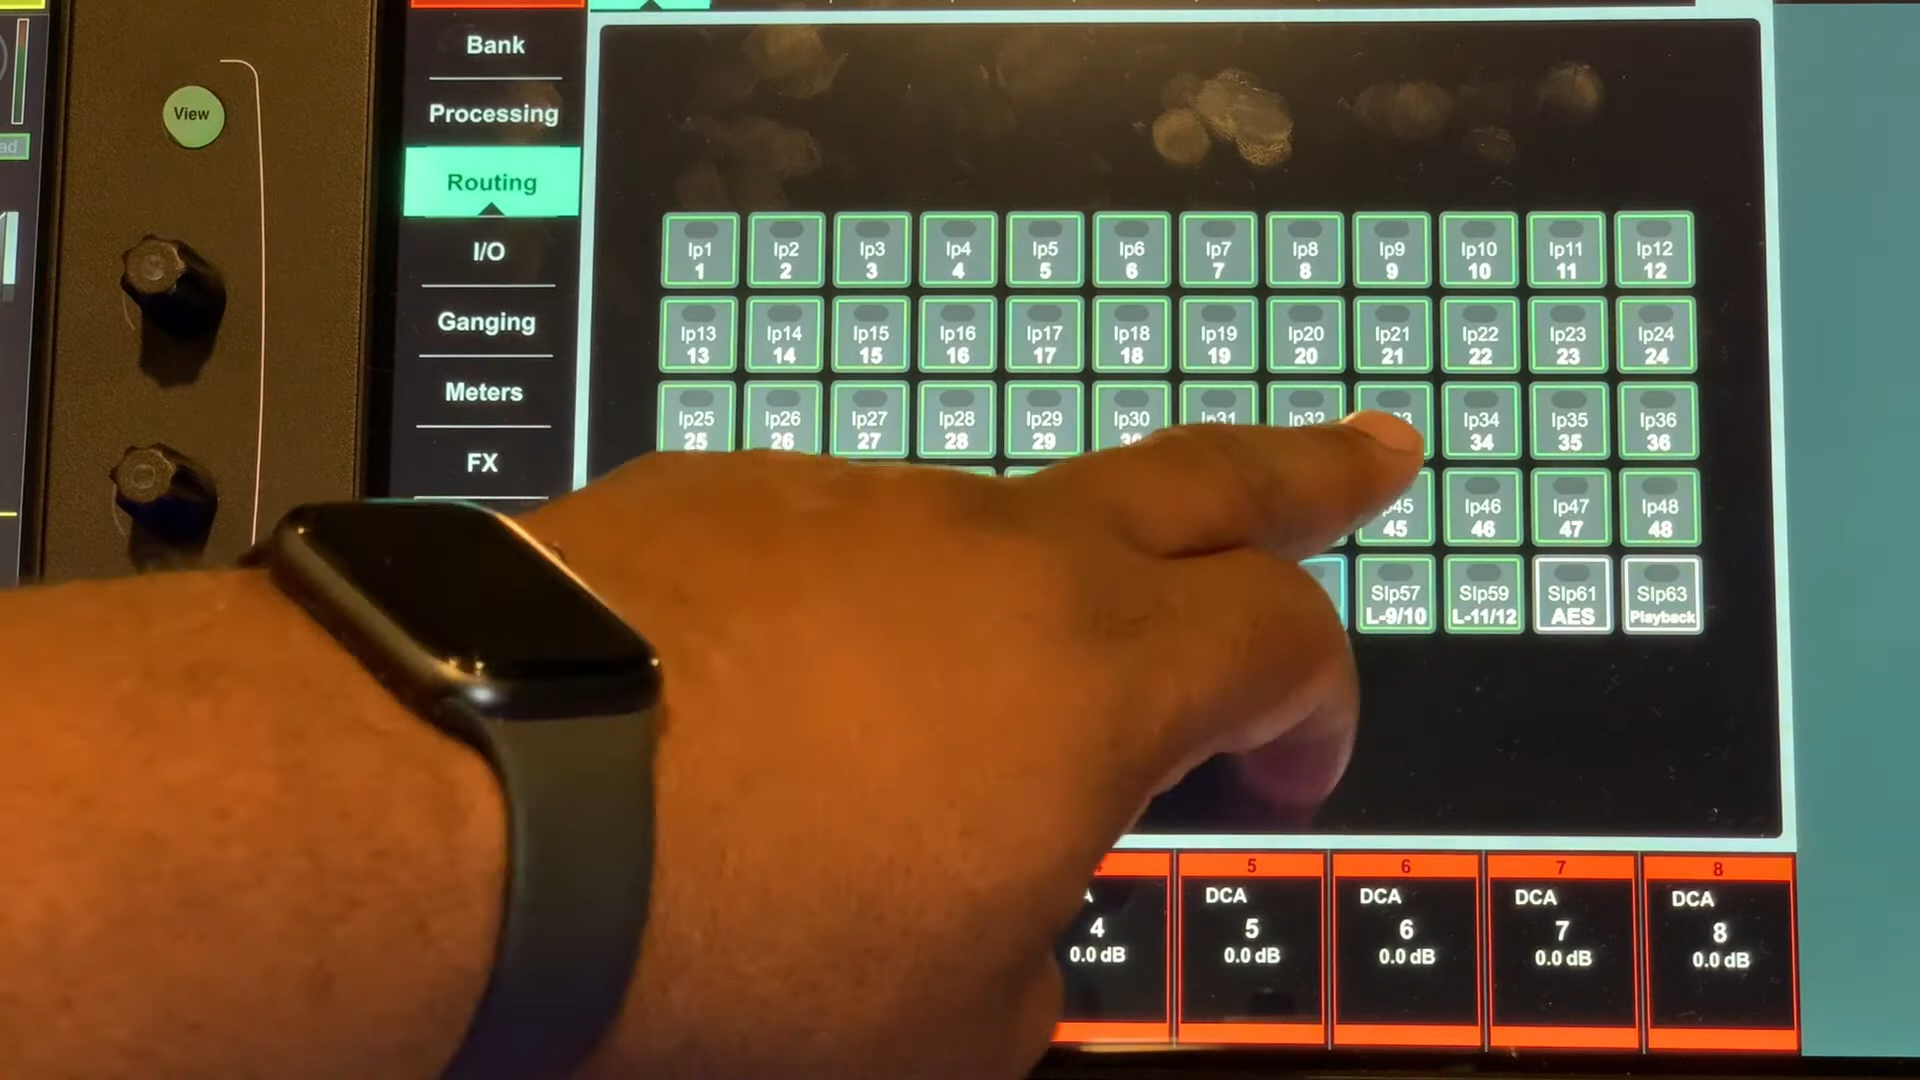 View
ad
Bank
Processing
Routing
I/O
Ganging
Meters
FX
Ip1 Ip2 Ip3 Ip4 Ip5 Ip6 Ip7 Ip8 Ip9 Ip10 Ip11 Ip12
1 2 3 4 5 6 7 8 9 10 11 12
Ip13 Ip14 Ip15 Ip16 Ip17 Ip18 Ip19 Ip20 Ip21 Ip22 Ip23 Ip24
13 14 15 16 17 18 19 20 21 22 23 24
Ip25 Ip26 Ip27 Ip28 Ip29 Ip30 Ip31 Ip32 3 Ip34 Ip35 Ip36
25 26 27 28 29 30 34 35 36
p45 Ip46 Ip47 Ip48
45 46 47 48
SIp57 SIp59 SIp61 SIp63
L-9/10 L-11/12 AES Playback
5 6 7 8
A DCA DCA DCA DCA
4 5 6 7 8
0.0 dB 0.0 dB 0.0 dB 0.0 dB 0.0 dB